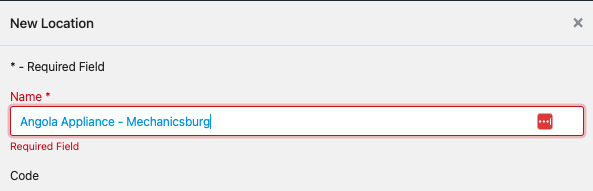 New Location
* - Required Field
Name *
Angola Appliance - Mechanicsburg
Required Field
Code